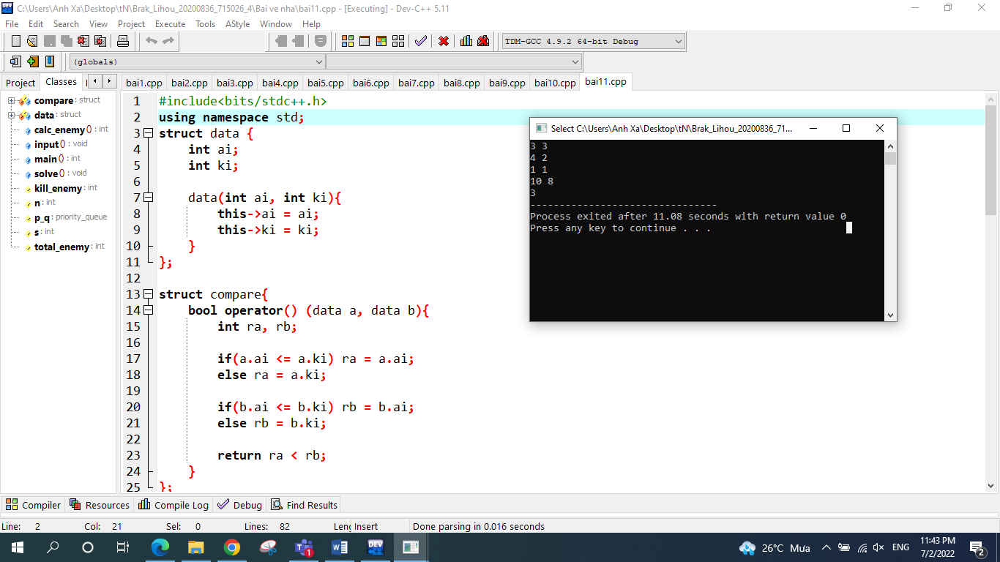 C:\Users\Anh Xa\Desktop\tN\Brak_Lihou_20200836_715026_4\Bai ve nha\bai11.cpp - [Executing] - Dev-C++ 5.11
File Edit Search View Project Execute Tools AStyle Window Help
TDM-GCC 4.9.2 64-bit Debug
(globals)
Project Classes
bai1.cpp bai2.cpp bai3.cpp bai4.cpp bai5.cpp bai6.cpp bai7.cpp bai8.cpp bai9.cpp bai10.cpp bai11.cpp
compare : struct
data : struct
calc_enemy () : int
input () : void
main () : int
solve () : void
kill_enemy : int
n : int
p_q : priority_queue
s : int
total_enemy : int
1 #include<bits/stdc++.h>
2 using namespace std;
3 struct data {
4 int ai;
5 int ki;
6
7 data(int ai, int ki){
8 this->ai = ai;
9 this->ki = ki;
10 }
11 };
12
13 struct compare{
14 bool operator() (data a, data b){
15 int ra, rb;
16
17 if(a.ai <= a.ki) ra = a.ai;
18 else ra = a.ki;
19
20 if(b.ai <= b.ki) rb = b.ai;
21 else rb = b.ki;
22
23 return ra < rb;
24 }
25 };
Select C:\Users\Anh Xa\Desktop\tN\Brak_Lihou_20200836_71...
3 3
4 2
1 1
10 8
3
--------------------------------
Process exited after 11.08 seconds with return value 0
Press any key to continue . . .
Compiler Resources Compile Log Debug Find Results
Line: 2 Col: 21 Sel: 0 Lines: 82 Insert Done parsing in 0.016 seconds
DEV
26°C Mưa ENG 11:43 PM
7/2/2022